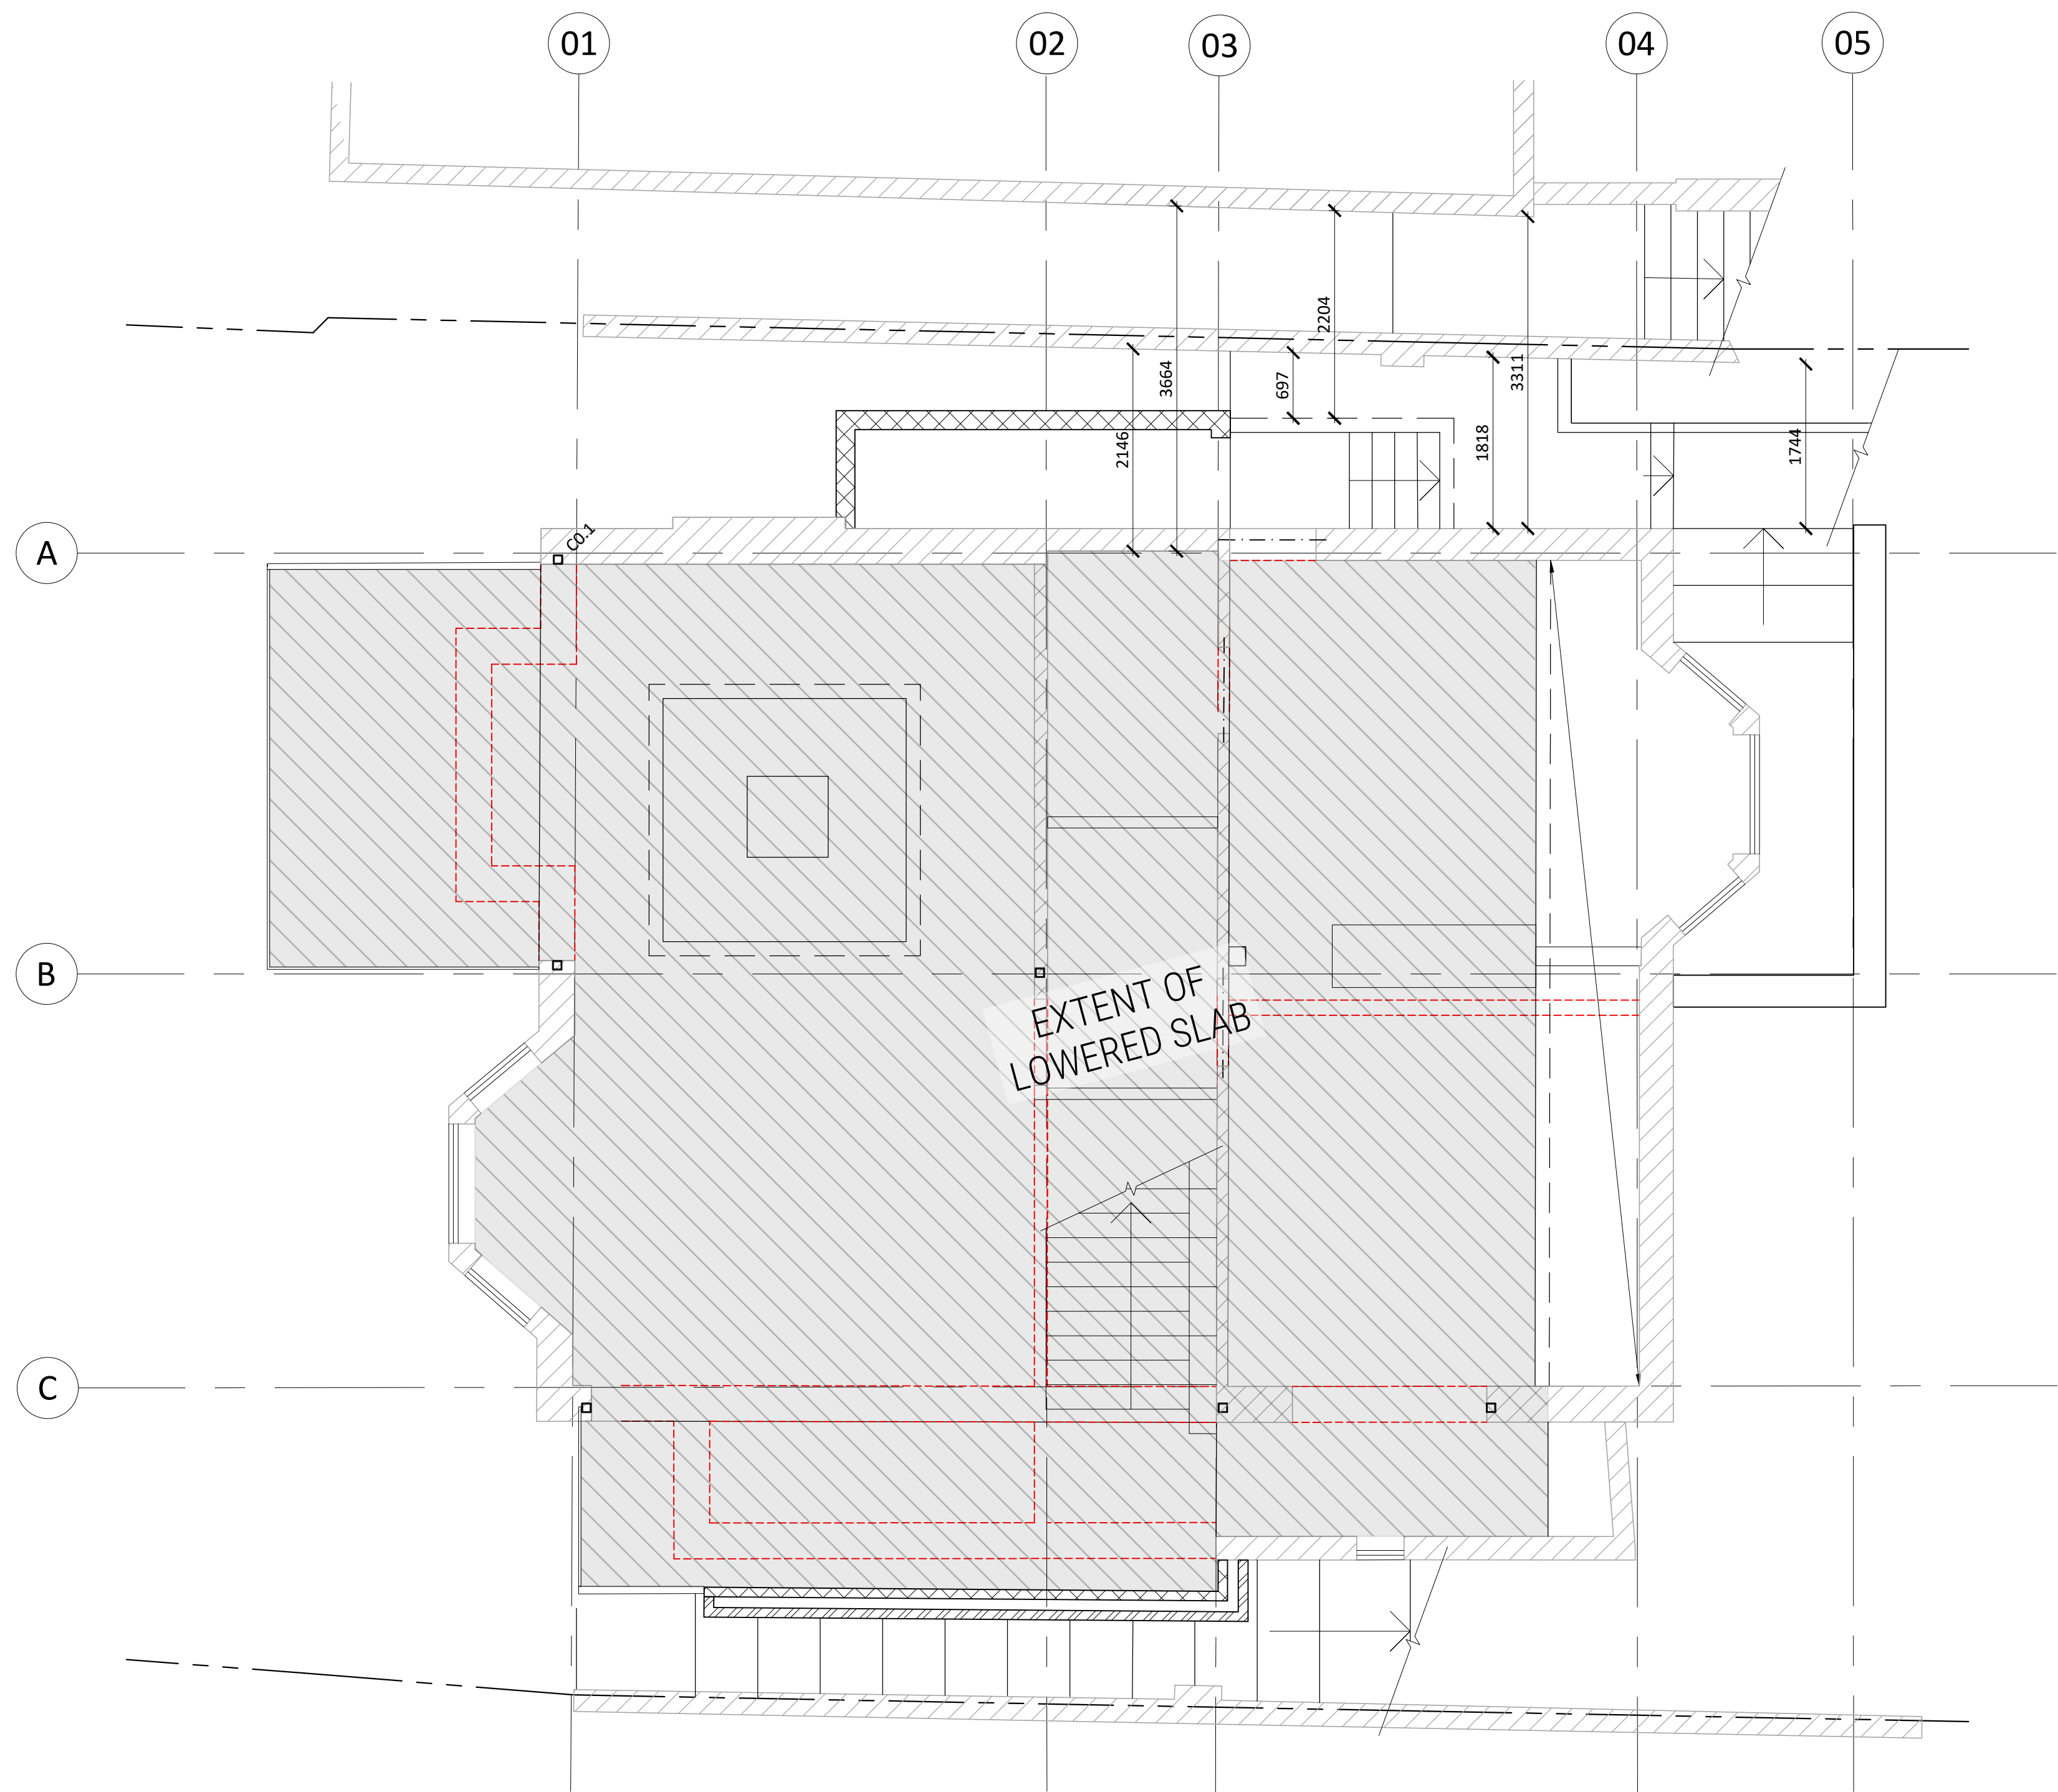 01
02
03
04
05
2204
3664
697
3311
2146
1818
1744
A
C0.1
B
EXTENT OF
LOWERED SLAB
C